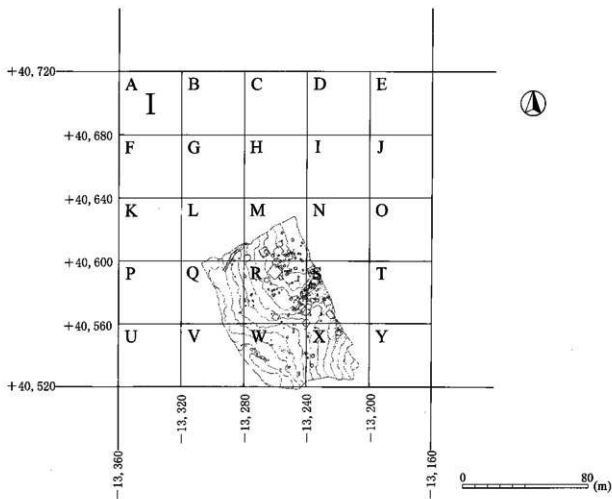 +40,720
A B C D E
I
+40,680
F G H I J
+40,640
K L M N O
+40,600
P Q R S T
+40,560
U V W X Y
+40,520
-13,360
-13,320
-13,280
-13,240
-13,200
-13,160
0 80 (m)